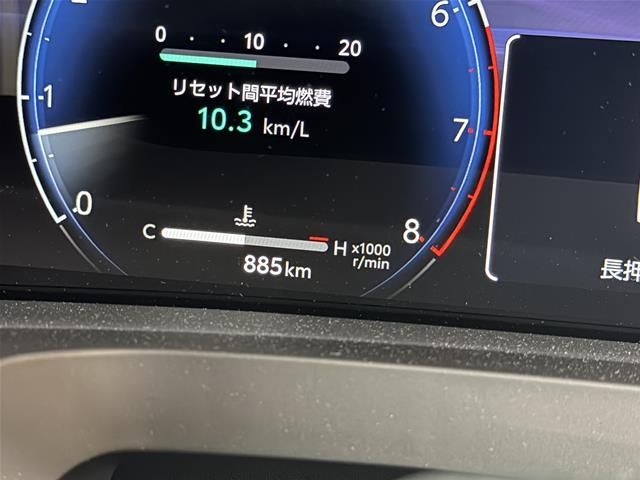 0 · · 10 · · 20
リセット間平均燃費
10.3 km/L
6
1
7
0
8
C H
x1000
r/min
885km
長押